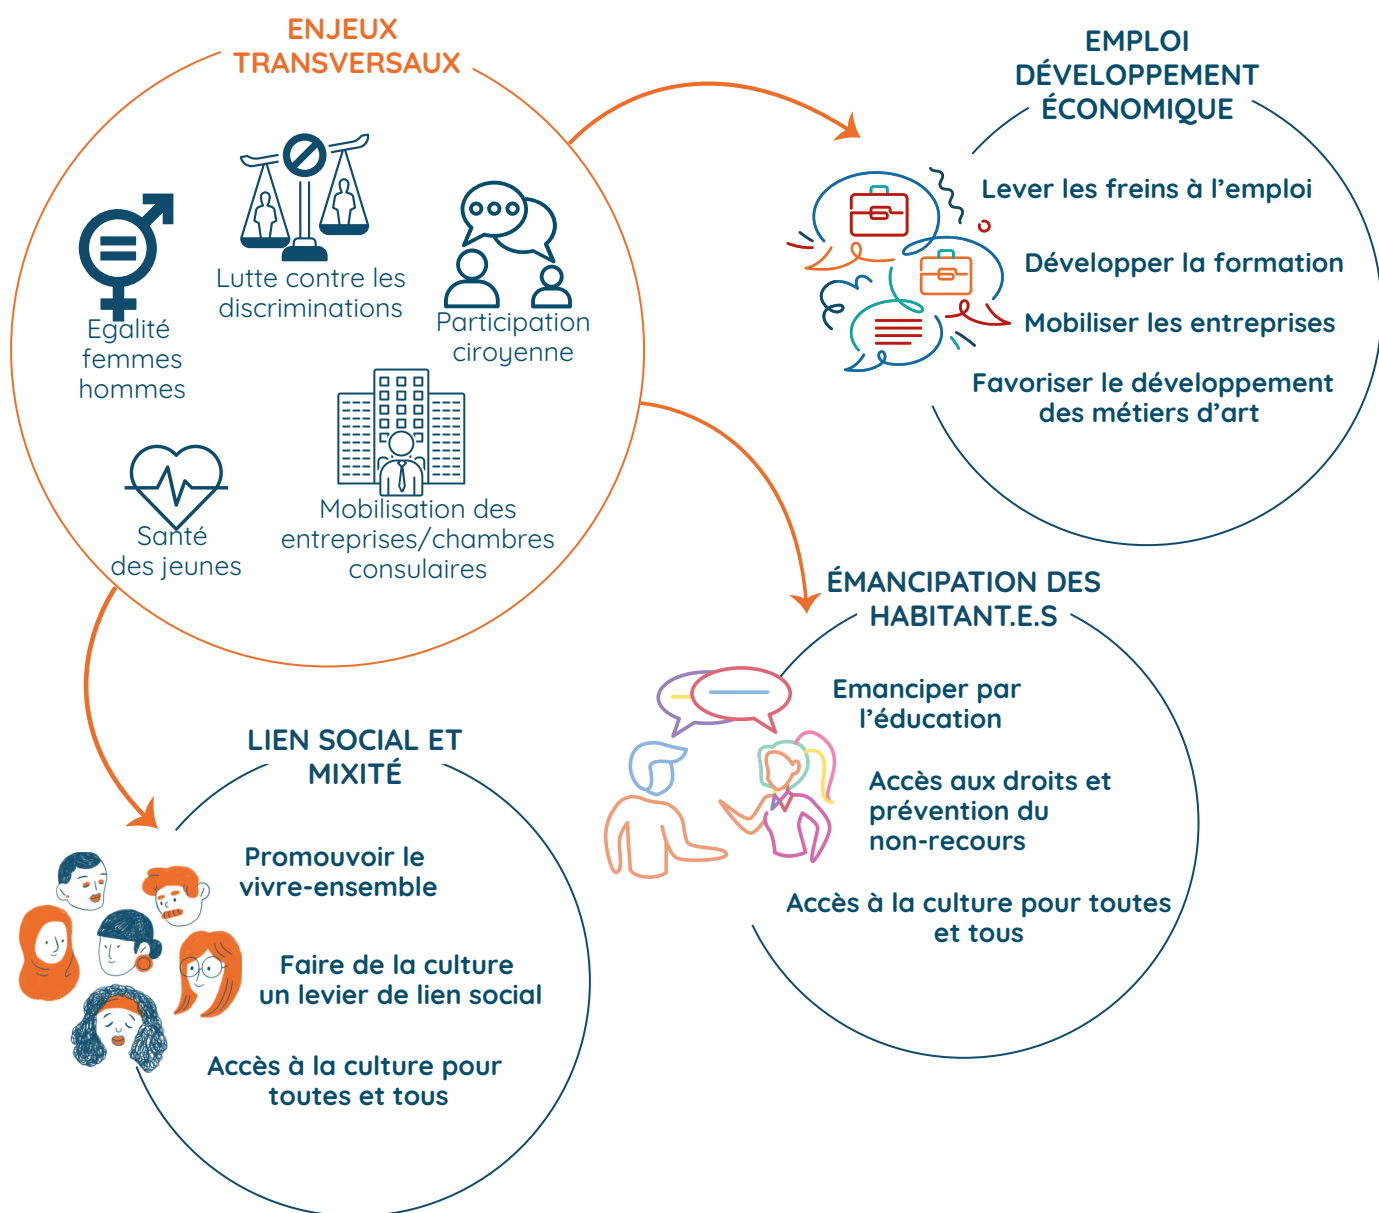 ENJEUX
TRANSVERSAUX
Lutte contre les
discriminations
Egalité
femmes
hommes
Participation
ciroyenne
Santé
des jeunes
Mobilisation des
entreprises/chambres
consulaires
EMPLOI
DÉVELOPPEMENT
ÉCONOMIQUE
Lever les freins à l'emploi
Développer la formation
Mobiliser les entreprises
Favoriser le développement
des métiers d'art
ÉMANCIPATION DES
HABITANT.E.S
Emanciper par
l'éducation
Accès aux droits et
prévention du
non-recours
Accès à la culture pour toutes
et tous
LIEN SOCIAL ET
MIXITÉ
Promouvoir le
vivre-ensemble
Faire de la culture
un levier de lien social
Accès à la culture pour
toutes et tous